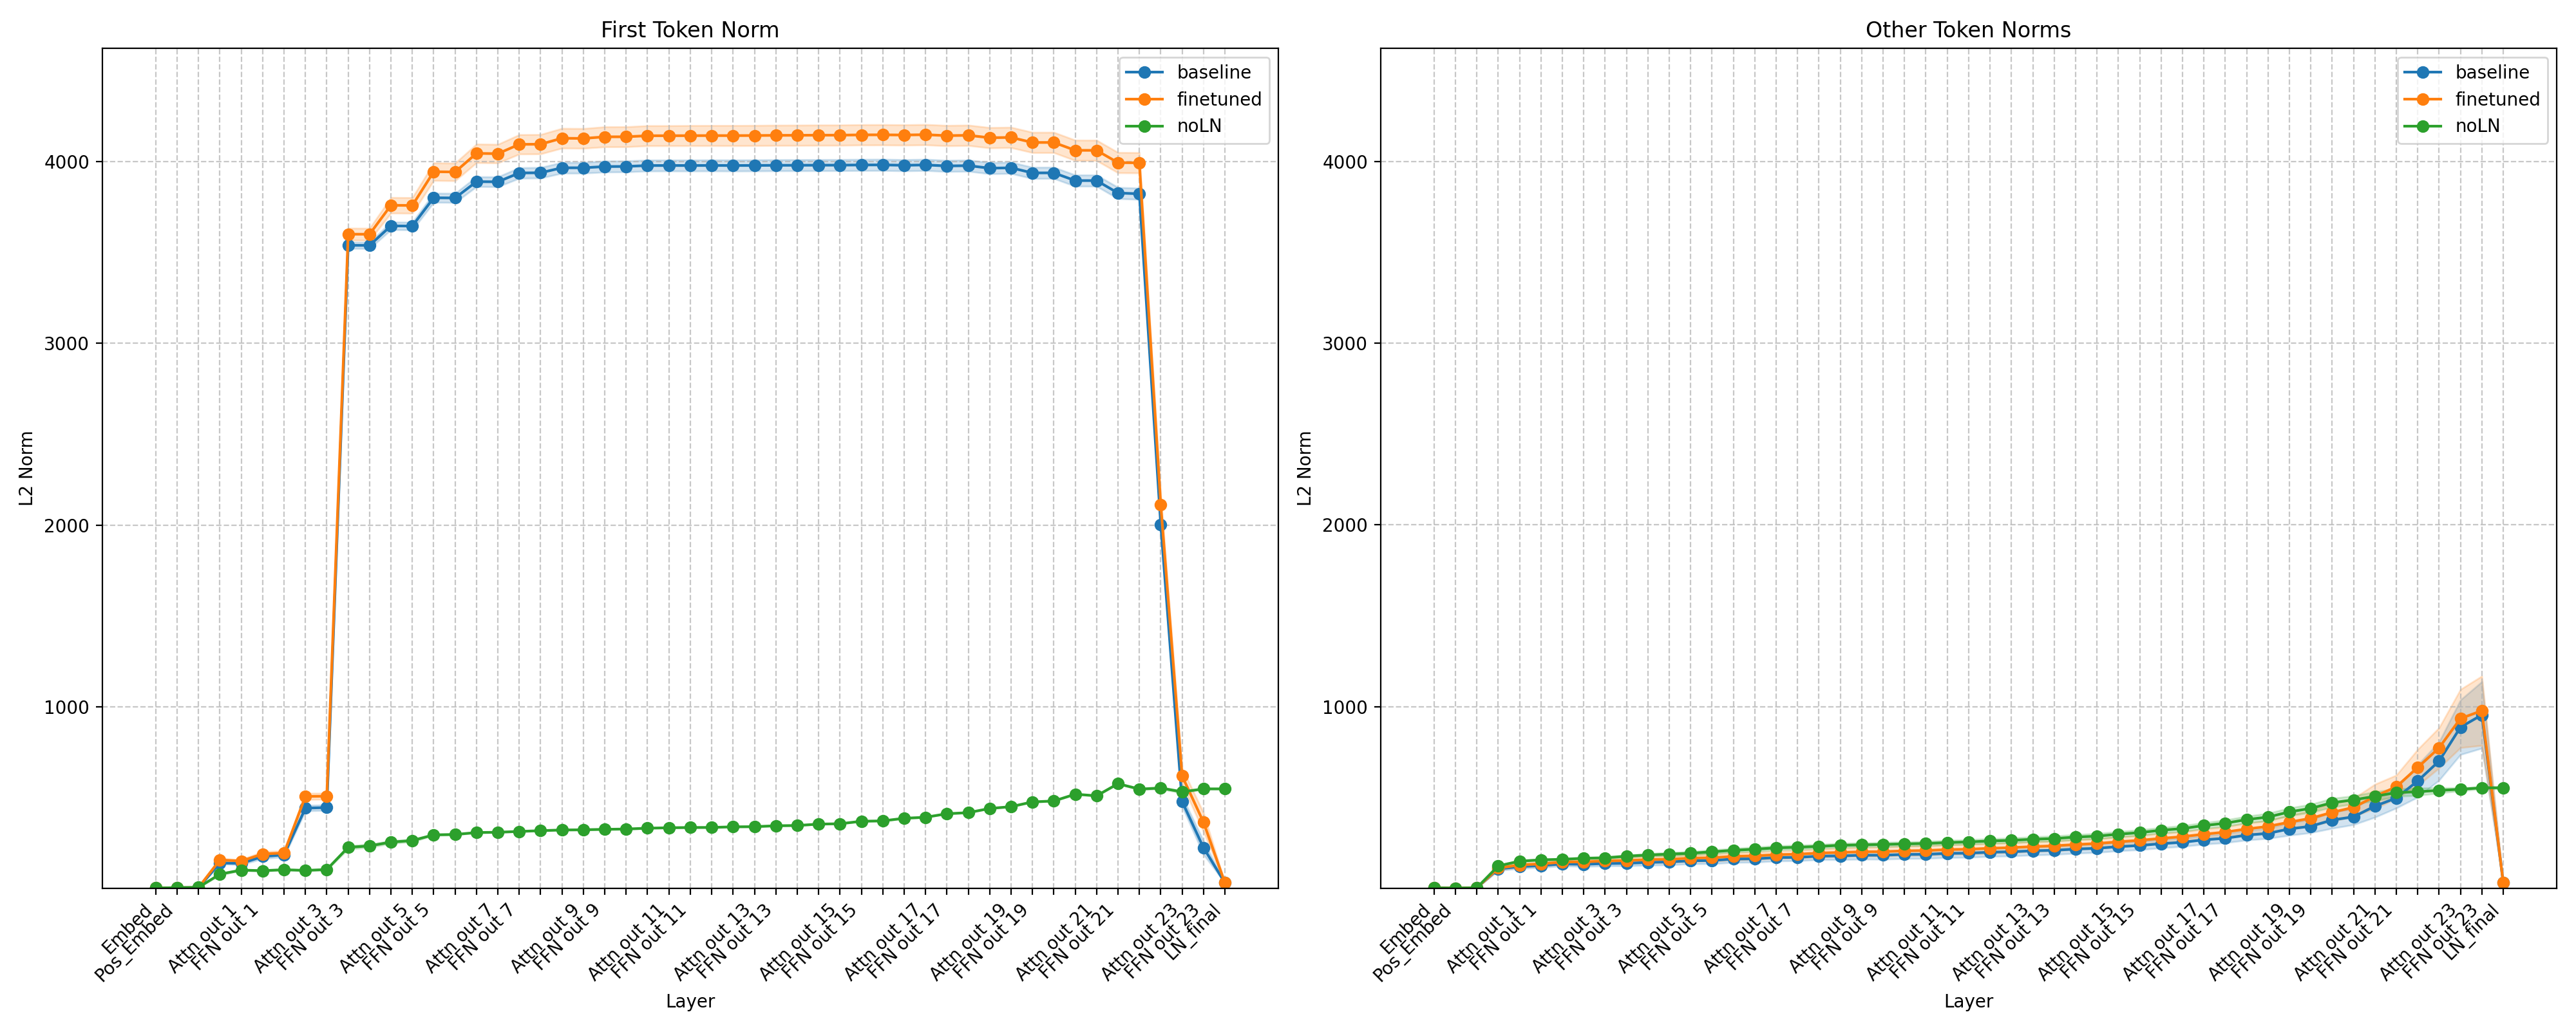 First Token Norm
L2 Norm
4000
3000
2000
1000
baseline
finetuned
noLN
Embed
Pos_Embed
Attn out 1
FFN out 1
Attn out 3
FFN out 3
Attn out 5
FFN out 5
Attn out 7
FFN out 7
Attn out 9
FFN out 9
Attn out 11
FFN out 11
Attn out 13
FFN out 13
Attn out 15
FFN out 15
Attn out 17
FFN out 17
Attn out 19
FFN out 19
Attn out 21
FFN out 21
Attn out 23
FFN out 23
LN_final
Layer
Other Token Norms
L2 Norm
4000
3000
2000
1000
baseline
finetuned
noLN
Embed
Pos_Embed
Attn out 1
FFN out 1
Attn out 3
FFN out 3
Attn out 5
FFN out 5
Attn out 7
FFN out 7
Attn out 9
FFN out 9
Attn out 11
FFN out 11
Attn out 13
FFN out 13
Attn out 15
FFN out 15
Attn out 17
FFN out 17
Attn out 19
FFN out 19
Attn out 21
FFN out 21
Attn out 23
FFN out 23
LN_final
Layer